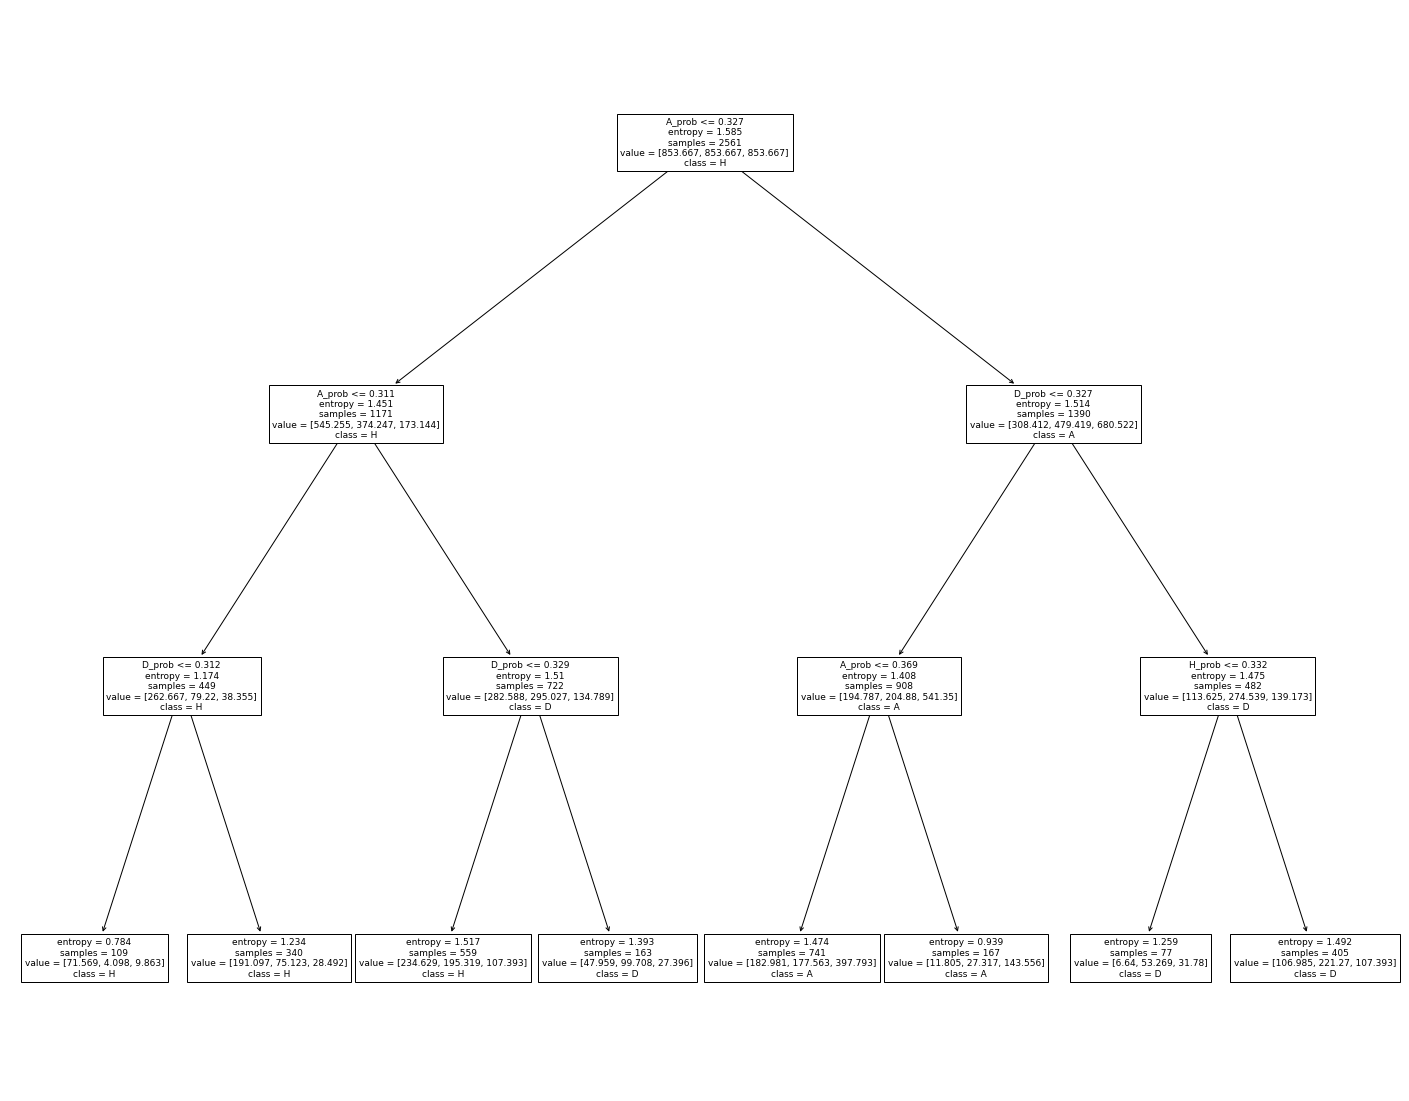 A_prob <= 0.327
entropy = 1.585
samples = 2561
value = [853.667, 853.667, 853.667]
class = H
A_prob <= 0.311
entropy = 1.451
samples = 1171
value = [545.255, 374.247, 173.144]
class = H
D_prob <= 0.327
entropy = 1.514
samples = 1390
value = [308.412, 479.419, 680.522]
class = A
D_prob <= 0.312
entropy = 1.174
samples = 449
value = [262.667, 79.22, 38.355]
class = H
D_prob <= 0.329
entropy = 1.51
samples = 722
value = [282.588, 295.027, 134.789]
class = D
A_prob <= 0.369
entropy = 1.408
samples = 908
value = [194.787, 204.88, 541.35]
class = A
H_prob <= 0.332
entropy = 1.475
samples = 482
value = [113.625, 274.539, 139.173]
class = D
entropy = 0.784
samples = 109
value = [71.569, 4.098, 9.863]
class = H
entropy = 1.234
samples = 340
value = [191.097, 75.123, 28.492]
class = H
entropy = 1.517
samples = 559
value = [234.629, 195.319, 107.393]
class = H
entropy = 1.393
samples = 163
value = [47.959, 99.708, 27.396]
class = D
entropy = 1.474
samples = 741
value = [182.981, 177.563, 397.793]
class = A
entropy = 0.939
samples = 167
value = [11.805, 27.317, 143.556]
class = A
entropy = 1.259
samples = 77
value = [6.64, 53.269, 31.78]
class = D
entropy = 1.492
samples = 405
value = [106.985, 221.27, 107.393]
class = D